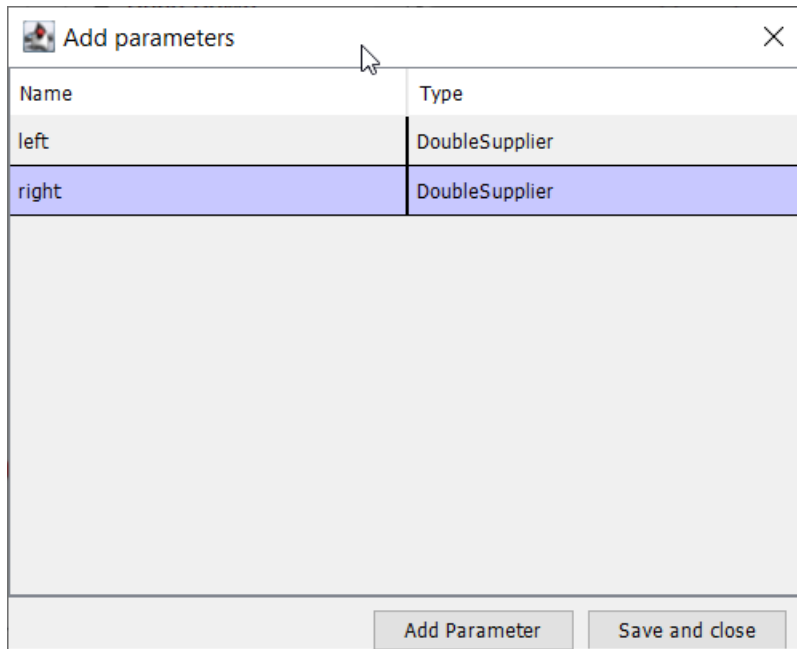 Add parameters
Name Type
left DoubleSupplier
right DoubleSupplier
Add Parameter Save and close